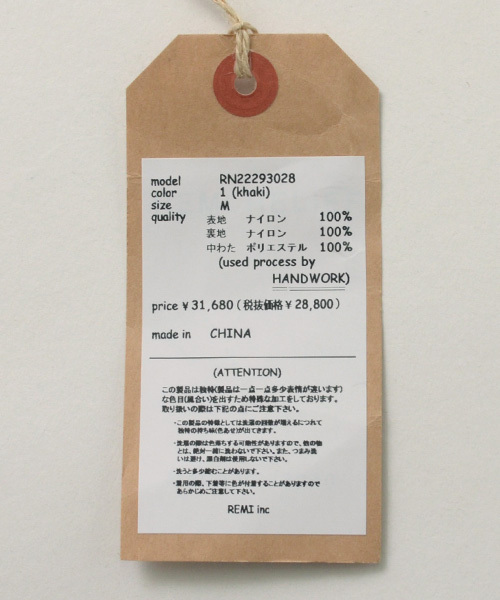 model RN22293028
color 1 (khaki)
size M
quality 表地 ナイロン 100%
裏地 ナイロン 100%
中わた ポリエステル 100%
(used process by
HANDWORK)
price ¥31,680(税抜価格¥28,800)
made in CHINA
(ATTENTION)
この製品は独特(製品は一点一点多少表情が違います)
な色目(風合い)を出すため特殊な加工をしております。
取り扱いの際は下記の点にご注意下さい。
・この製品の特徴としては洗濯の回数が増えるにつれて
独特の持ち味(色あせ)が出てきます。
・洗濯の際は色落ちする可能性がありますので、他の物
とは、絶対一緒に洗わないで下さい。また、つまみ洗
いは避け、漂白剤は使用しないで下さい。
・洗うと多少縮むことがあります。
・着用の際、下着等に色が付着することがありますので
あらかじめご注意して下さい。
REMI inc